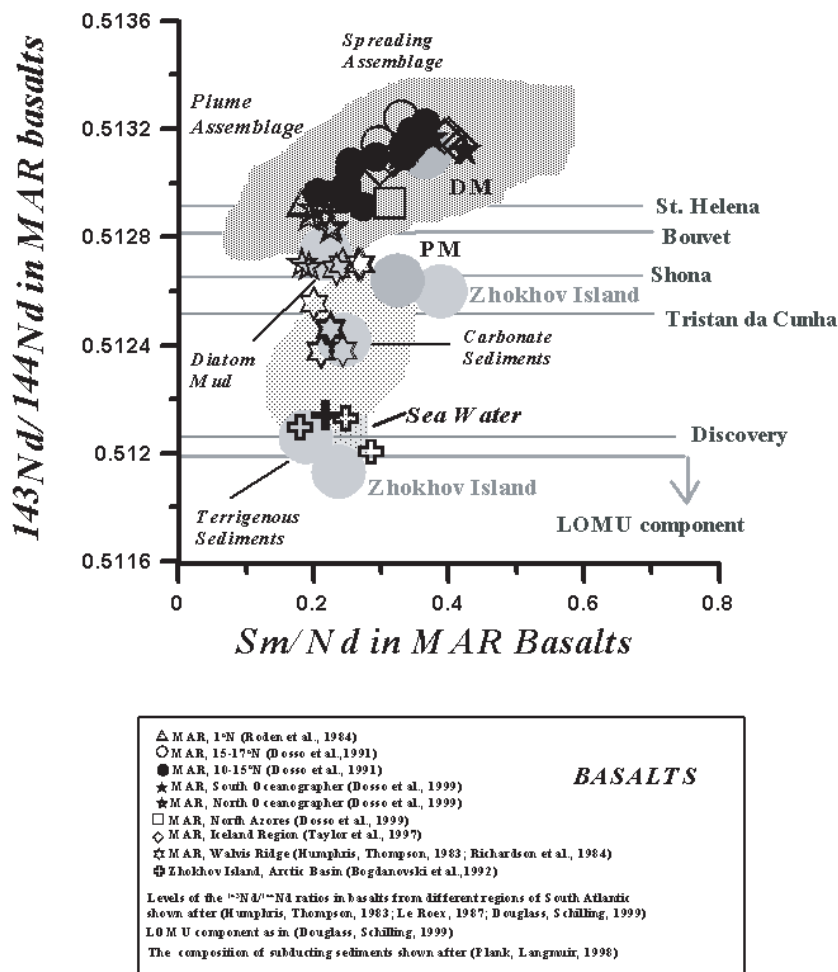 0.5136
0.5132
0.5128
0.5124
0.512
0.5116
143Nd/144Nd in MAR basalts
Spreading
Assemblage
Plume
Assemblage
DM
PM
St. Helena
Bouvet
Shona
Zhokhov Island
Tristan da Cunha
Diatom
Mud
Carbonate
Sediments
Sea Water
Discovery
Zhokhov Island
Terrigenous
Sediments
LOMU component
0 0.2 0.4 0.6 0.8
Sm/Nd in MAR Basalts
BASALTS
MAR, 1°N (Roden et al., 1984)
MAR, 15-17°N (Dosso et al.,1991)
MAR, 10-15°N (Dosso et al., 1991)
MAR, South Oceanographer (Dosso et al., 1999)
MAR, North Oceanographer (Dosso et al., 1999)
MAR, North Azores (Dosso et al., 1999)
MAR, Iceland Region (Taylor et al., 1997)
MAR, Walvis Ridge (Humphris, Thompson, 1983; Richardson et al., 1984)
Zhokhov Island, Arctic Basin (Bogdanovski et al.,1992)
Levels of the ¹⁴³Nd/¹⁴⁴Nd ratios in basalts from different regions of South Atlantic
shown after (Humphris, Thompson, 1983; Le Roex, 1987; Douglass, Schilling, 1999)
LOMU component as in (Douglass, Schilling, 1999)
The composition of subducting sediments shown after (Plank, Langmuir, 1998)